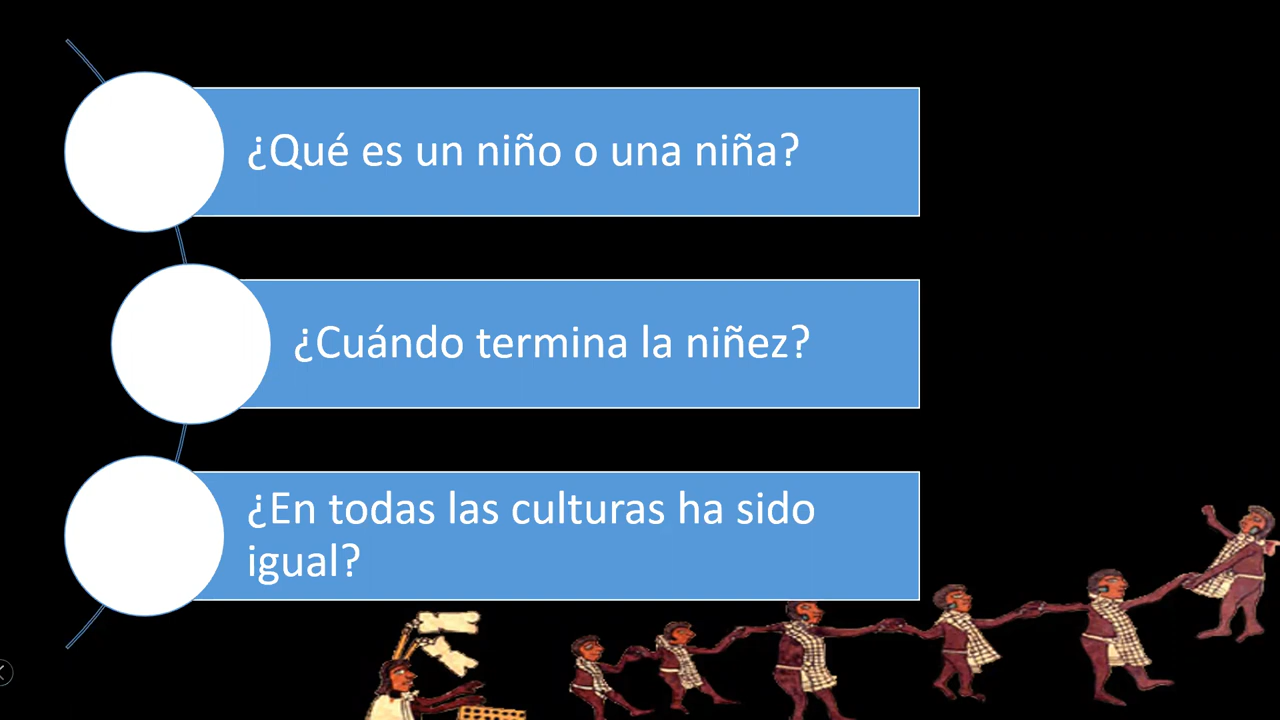 ¿Qué es un niño o una niña?
¿Cuándo termina la niñez?
¿En todas las culturas ha sido
igual?